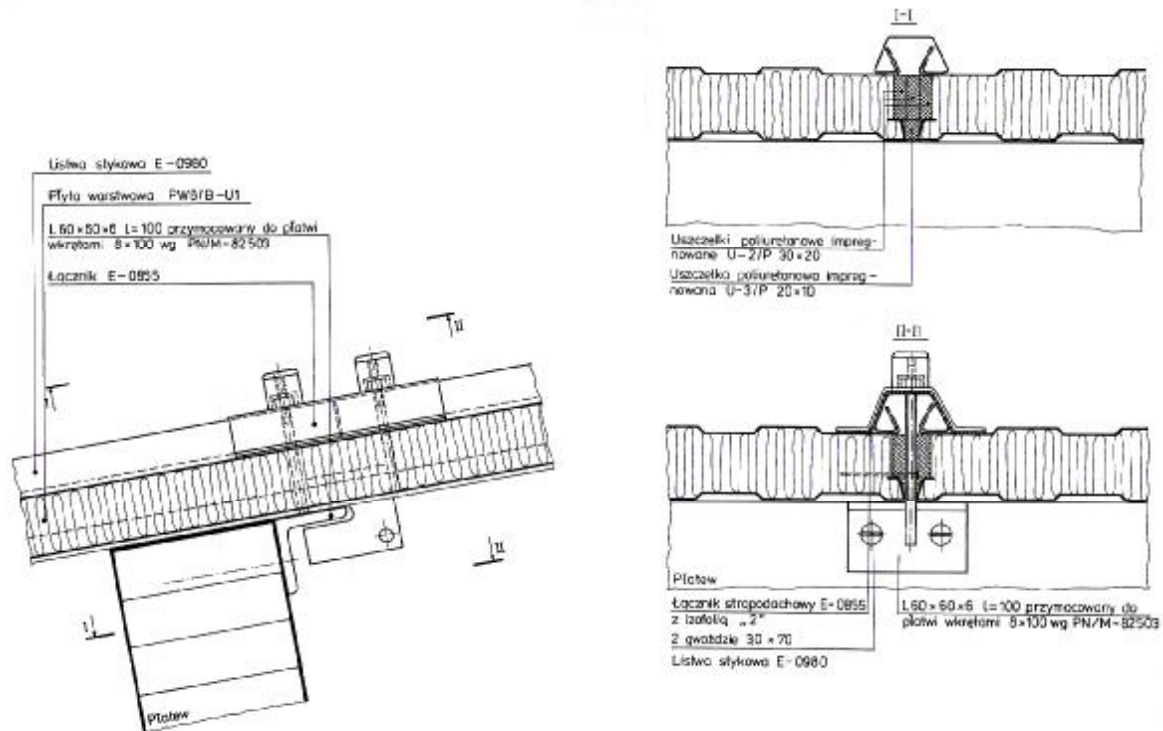 Listwa stykowa E-0980
Płyta warstwowa PW8/B-U1
L 60×60×6 l=100 przymocowany do płatwi
wkrętami 8×100 wg PN/M-82503
Łącznik E-0855
II
I
II
I
Płatew
I-I
Uszczelki poliuretanowe impreg-
nowane U-2/P 30×20
Uszczelka poliuretanowa impreg-
nowana U-3/P 20×10
II-II
Płatew
Łącznik stropodachowy E-0855
z izofolią „2"
2 gwoździe 30×70
Listwa stykowa E-0980
L 60×60×6 l=100 przymocowany do
płatwi wkrętami 8×100 wg PN/M-82503